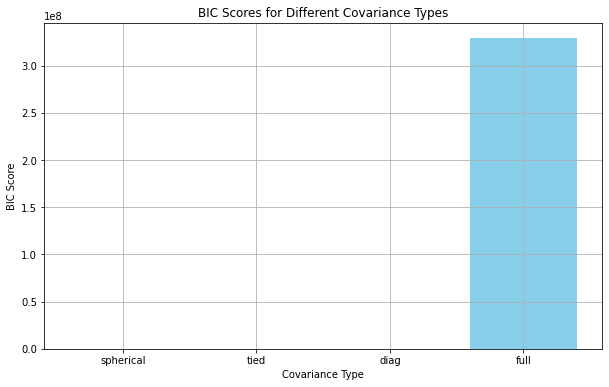 BIC Scores for Different Covariance Types
1e8
3.0
2.5
2.0
1.5
1.0
0.5
0.0
BIC Score
spherical tied diag full
Covariance Type